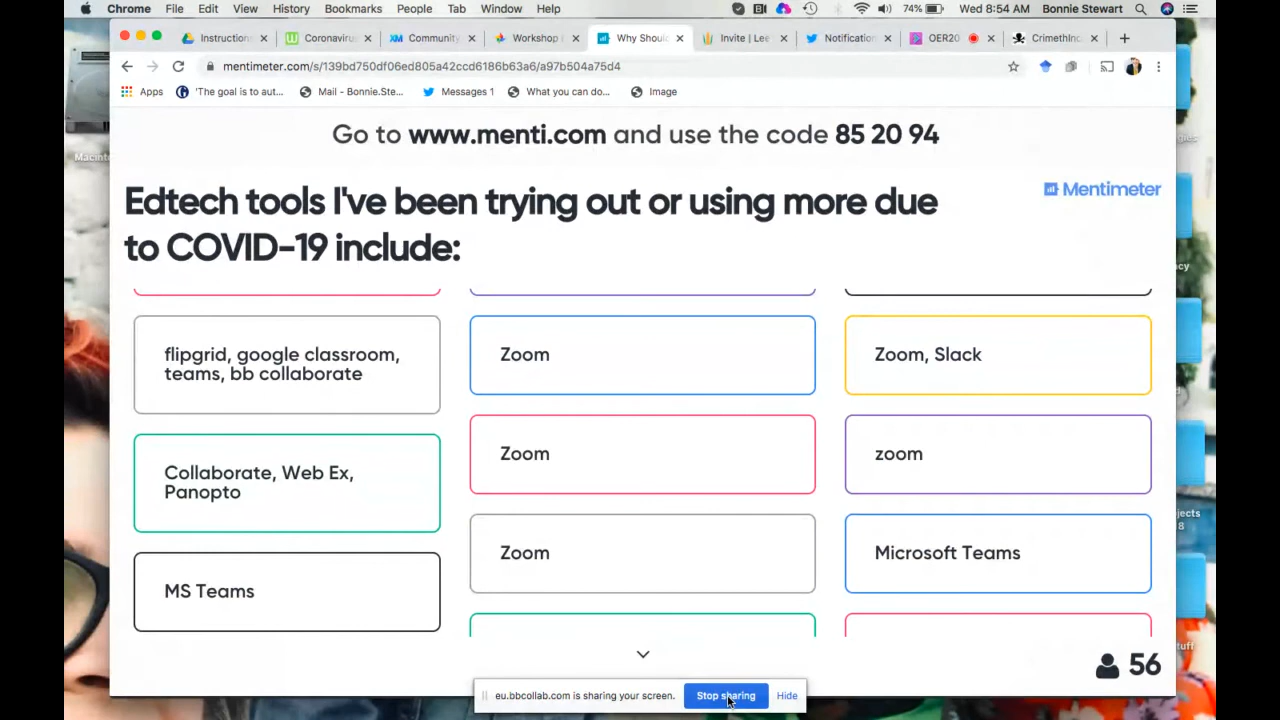 Chrome File Edit View History Bookmarks People Tab Window Help 74% Wed 8:54 AM Bonnie Stewart
Instruction: Coronavirus Community Workshop Why Shoul Invite | Lee Notification OER20 CrimethInc
mentimeter.com/s/139bd750df06ed805a42ccd6186b63a6/a97b504a75d4
Apps 'The goal is to aut... Mail - Bonnie.Ste... Messages 1 What you can do... Image
Go to www.menti.com and use the code 85 20 94
Mentimeter
Edtech tools I've been trying out or using more due
to COVID-19 include:
flipgrid, google classroom,
teams, bb collaborate
Zoom
Zoom, Slack
Collaborate, Web Ex,
Panopto
Zoom
zoom
MS Teams
Zoom
Microsoft Teams
56
eu.bbcollab.com is sharing your screen. Stop sharing Hide